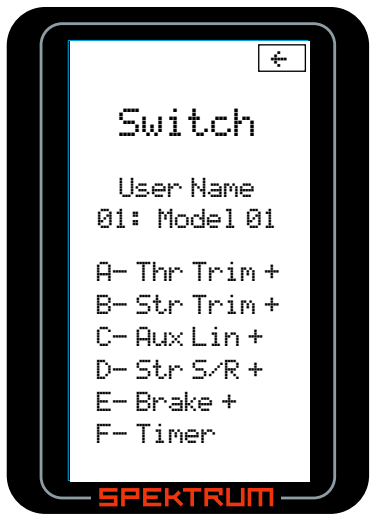 ←
Switch
User Name
01: Model 01
A- Thr Trim +
B- Str Trim +
C- Aux Lin +
D- Str S/R +
E- Brake +
F- Timer
SPEKTRUM